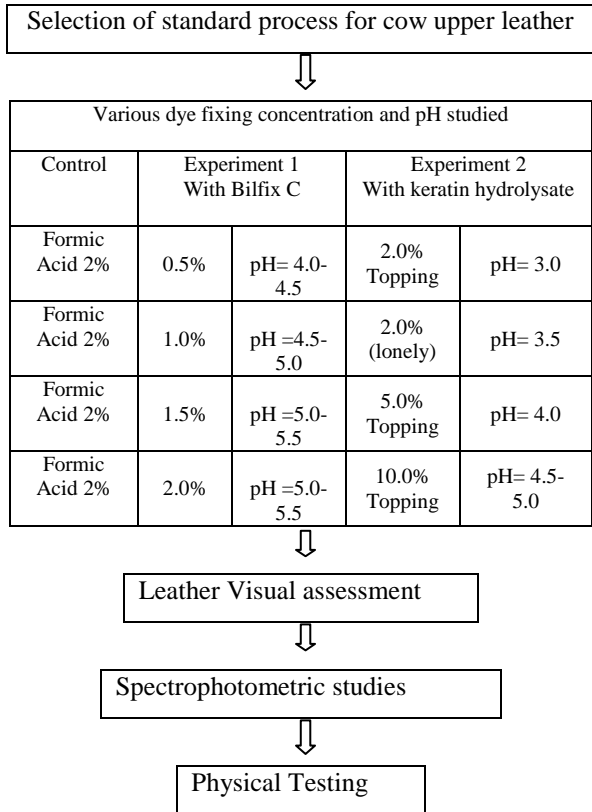 Selection of standard process for cow upper leather
Various dye fixing concentration and pH studied
Control
Experiment 1
With Bilfix C
Experiment 2
With keratin hydrolysate
Formic
Acid 2%
0.5%
pH= 4.0-
4.5
2.0%
Topping
pH= 3.0
Formic
Acid 2%
1.0%
pH =4.5-
5.0
2.0%
(lonely)
pH= 3.5
Formic
Acid 2%
1.5%
pH =5.0-
5.5
5.0%
Topping
pH= 4.0
Formic
Acid 2%
2.0%
pH =5.0-
5.5
10.0%
Topping
pH= 4.5-
5.0
Leather Visual assessment
Spectrophotometric studies
Physical Testing